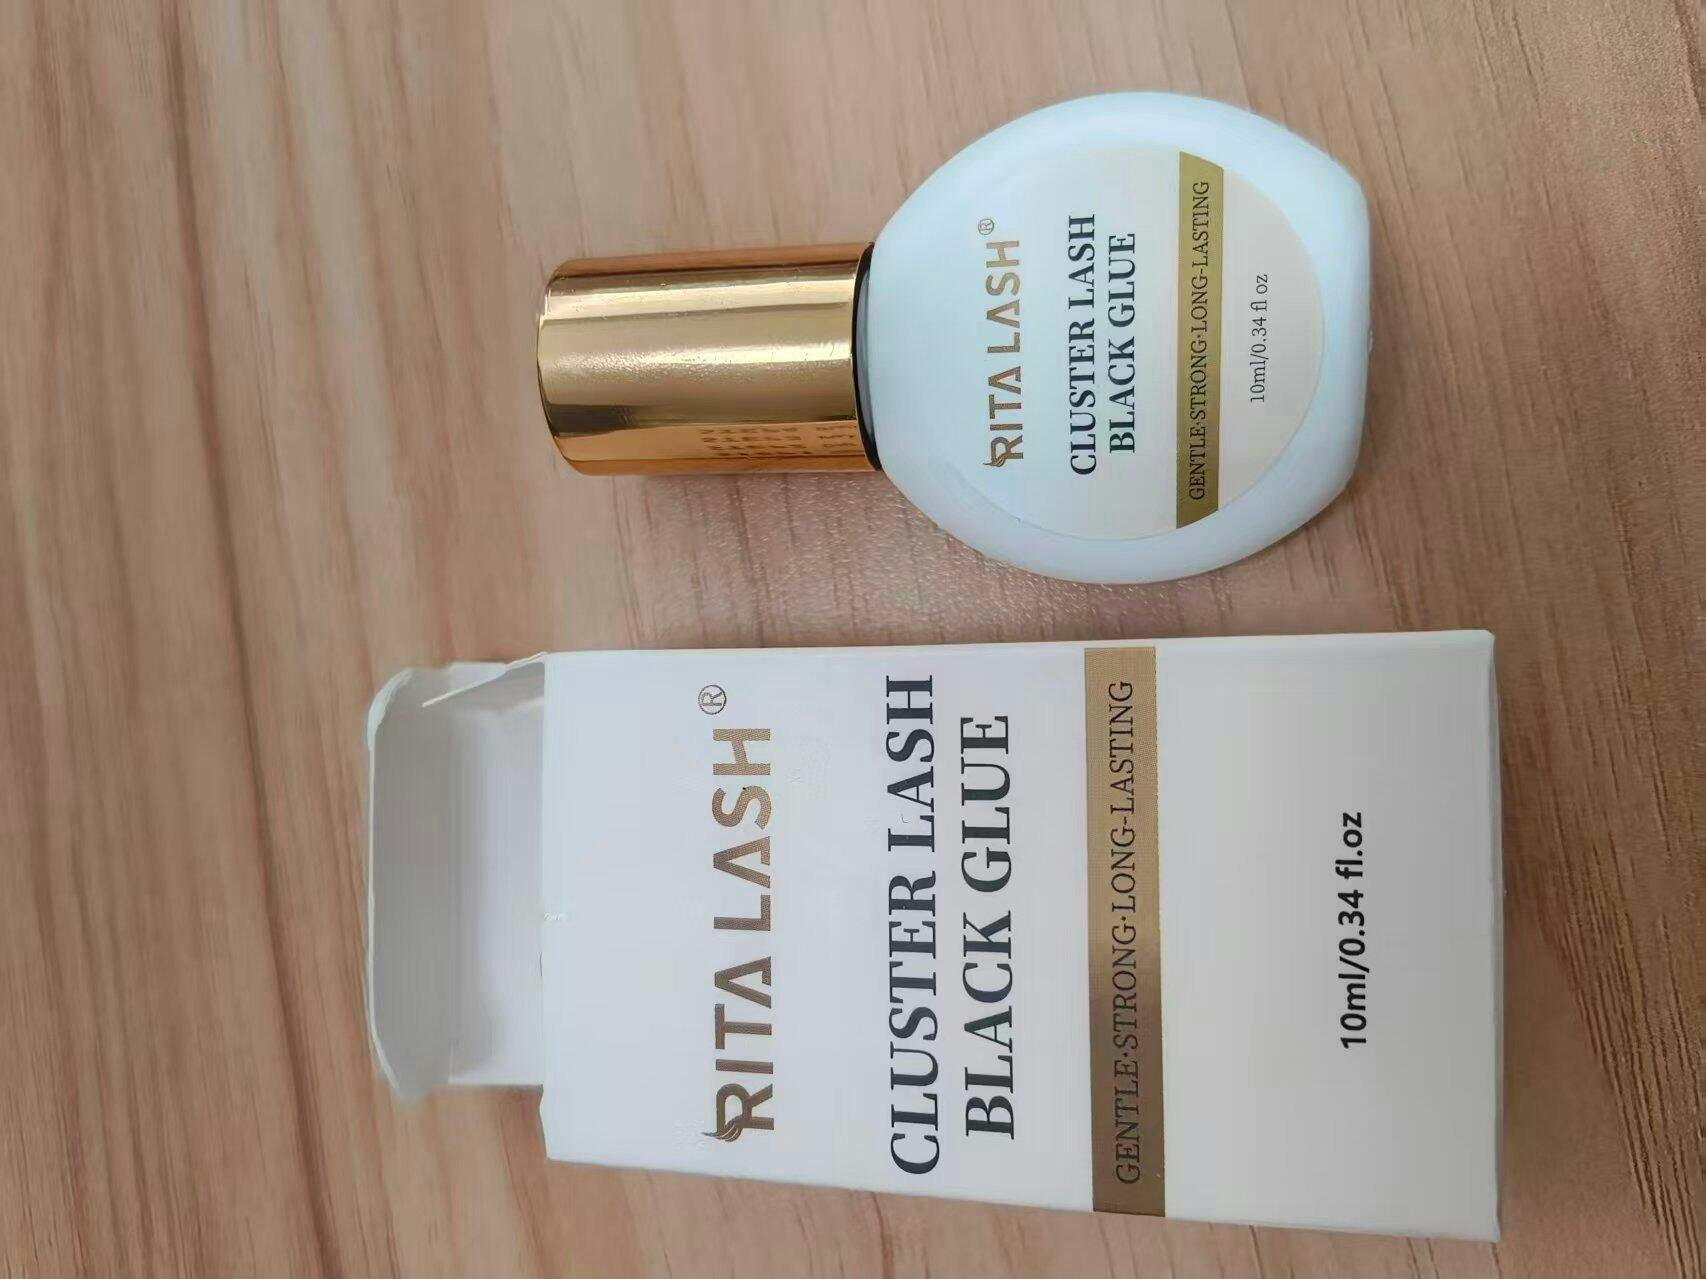 RITA LASH®
CLUSTER LASH
BLACK GLUE
GENTLE·STRONG·LONG-LASTING
10ml/0.34 fl oz
RITA LASH®
CLUSTER LASH
BLACK GLUE
GENTLE·STRONG·LONG-LASTING
10ml/0.34 fl.oz